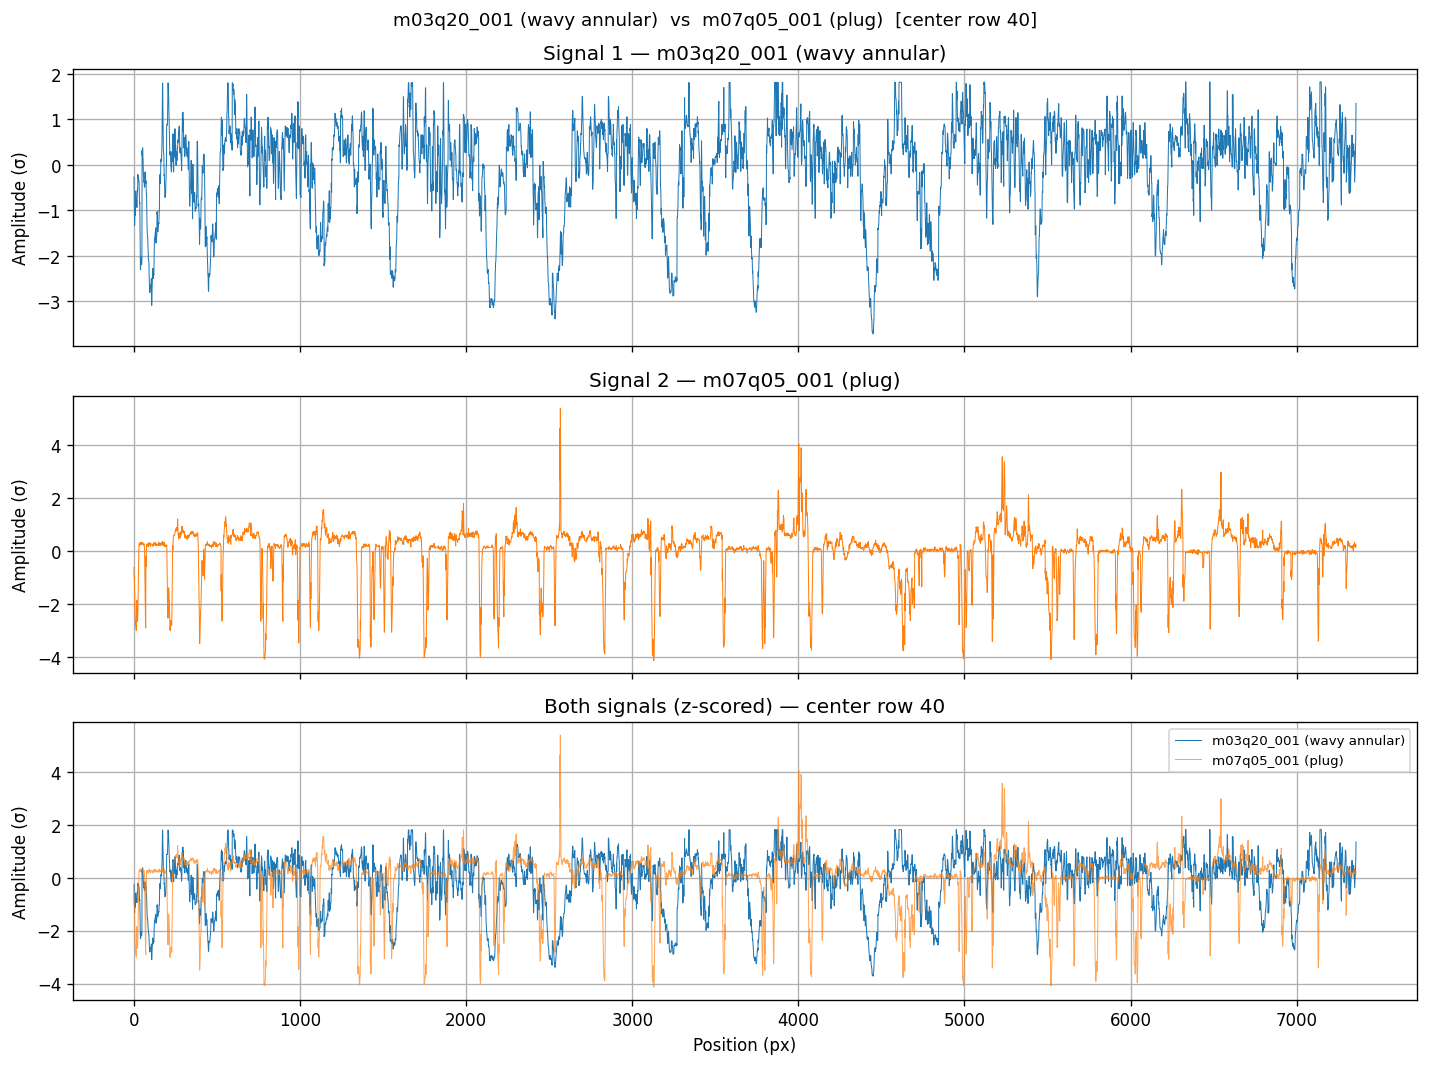 m03q20_001 (wavy annular)  vs  m07q05_001 (plug)  [center row 40]
Signal 1 — m03q20_001 (wavy annular)
2
1
0
−1
−2
−3
Amplitude (σ)
Signal 2 — m07q05_001 (plug)
4
2
0
−2
−4
Amplitude (σ)
Both signals (z-scored) — center row 40
m03q20_001 (wavy annular)
m07q05_001 (plug)
4
2
0
−2
−4
Amplitude (σ)
0 1000 2000 3000 4000 5000 6000 7000
Position (px)